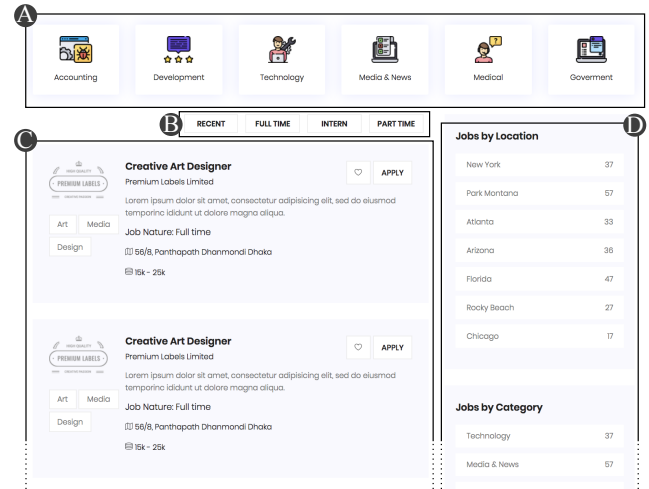 A
Accounting
Development
Technology
Media & News
Medical
Goverment
B
RECENT
FULL TIME
INTERN
PART TIME
C
HIGH QUALITY
PREMIUM LABELS
Art
Media
Design
Creative Art Designer
Premium Labels Limited
APPLY
Lorem ipsum dolor sit amet, consectetur adipisicing elit, sed do eiusmod
temporinc ididunt ut dolore magna aliqua.
Job Nature: Full time
56/8, Panthapath Dhanmondi Dhaka
15k - 25k
HIGH QUALITY
PREMIUM LABELS
Art
Media
Design
Creative Art Designer
Premium Labels Limited
APPLY
Lorem ipsum dolor sit amet, consectetur adipisicing elit, sed do eiusmod
temporinc ididunt ut dolore magna aliqua.
Job Nature: Full time
56/8, Panthapath Dhanmondi Dhaka
15k - 25k
D
Jobs by Location
New York 37
Park Montana 57
Atlanta 33
Arizona 36
Florida 47
Rocky Beach 27
Chicago 17
Jobs by Category
Technology 37
Media & News 57